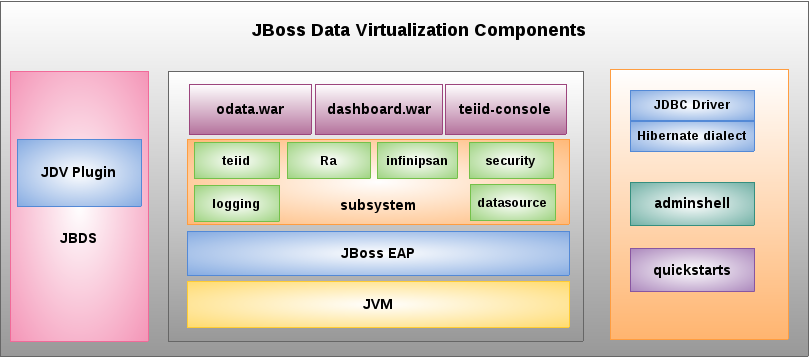 JBoss Data Virtualization Components
JDV Plugin
JBDS
odata.war
dashboard.war
teiid-console
teiid
Ra
infinipsan
security
logging
subsystem
datasource
JBoss EAP
JVM
JDBC Driver
Hibernate dialect
adminshell
quickstarts